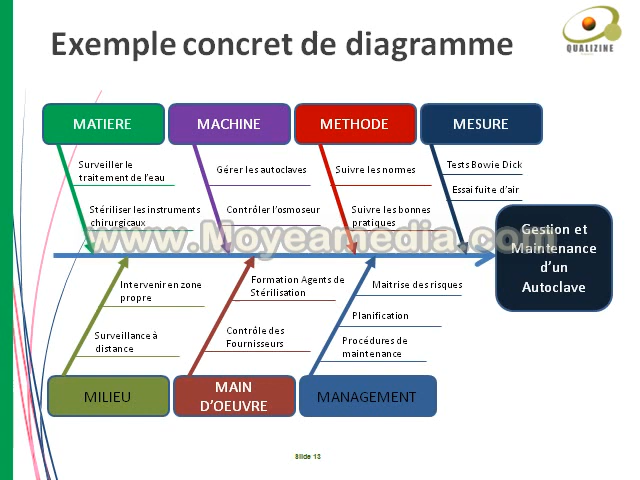 Exemple concret de diagramme
QUALIZINE
MATIERE
MACHINE
METHODE
MESURE
Surveiller le
traitement de l'eau
Stériliser les instruments
chirurgicaux
Gérer les autoclaves
Contrôler l'osmoseur
Suivre les normes
Suivre les bonnes
pratiques
Tests Bowie Dick
Essai fuite d'air
www.Moyeamedia.com
Gestion et
Maintenance
d'un
Autoclave
Intervenir en zone
propre
Surveillance à
distance
Formation Agents de
Stérilisation
Contrôle des
Fournisseurs
Maitrise des risques
Planification
Procédures de
maintenance
MILIEU
MAIN
D'OEUVRE
MANAGEMENT
Slide 13